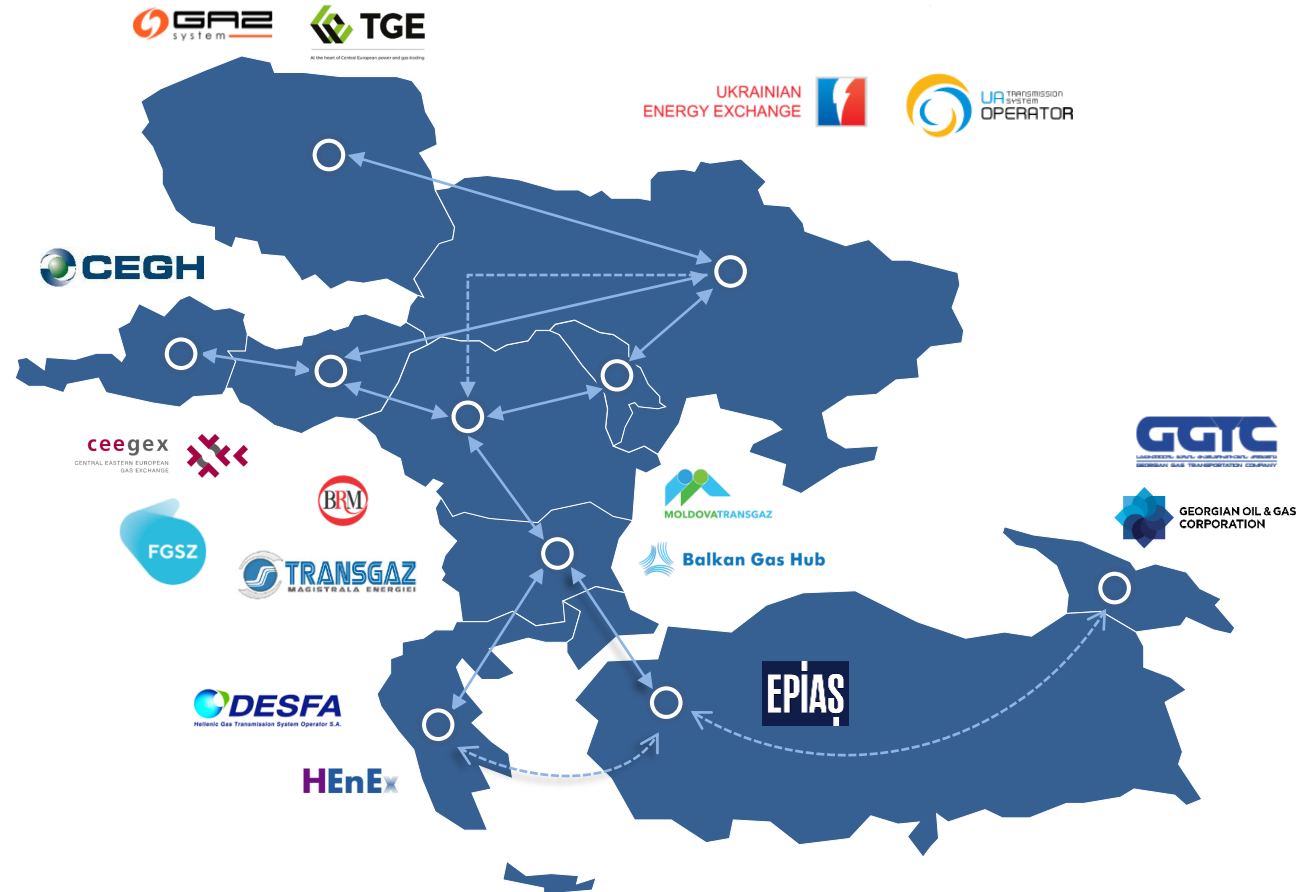 GAZ
system
TGE
At the heart of Central European power and gas trading
UKRAINIAN
ENERGY EXCHANGE
UA TRANSMISSION
SYSTEM
OPERATOR
CEGH
ceegex
CENTRAL EASTERN EUROPEAN
GAS EXCHANGE
FGSZ
BRM
TRANSGAZ
MAGISTRALA ENERGIEI
MOLDOVATRANSGAZ
Balkan Gas Hub
GGTC
GEORGIAN GAS TRANSPORTATION COMPANY
GEORGIAN OIL & GAS
CORPORATION
DESFA
Hellenic Gas Transmission System Operator S.A.
HEnEx
EPİAŞ